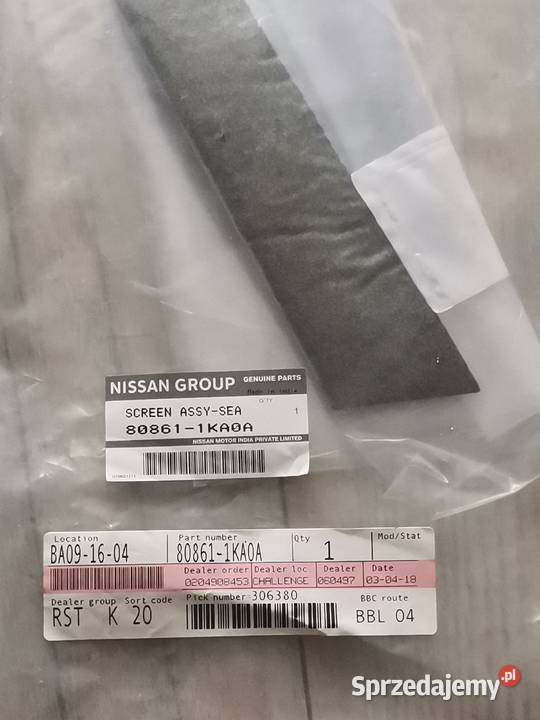 NISSAN GROUP GENUINE PARTS
Made in India
QTY
SCREEN ASSY-SEA 1
80861-1KA0A
NISSAN MOTOR INDIA PRIVATE LIMITED
Location Part number Qty Mod/Stat
BA09-16-04 80861-1KA0A 1
Dealer order Dealer loc Dealer Date
0204908453 CHALLENGE 060497 03-04-18
Dealer group Sort code Pick number 306380 BBC route
RST K 20 BBL 04
Sprzedajemy.pl